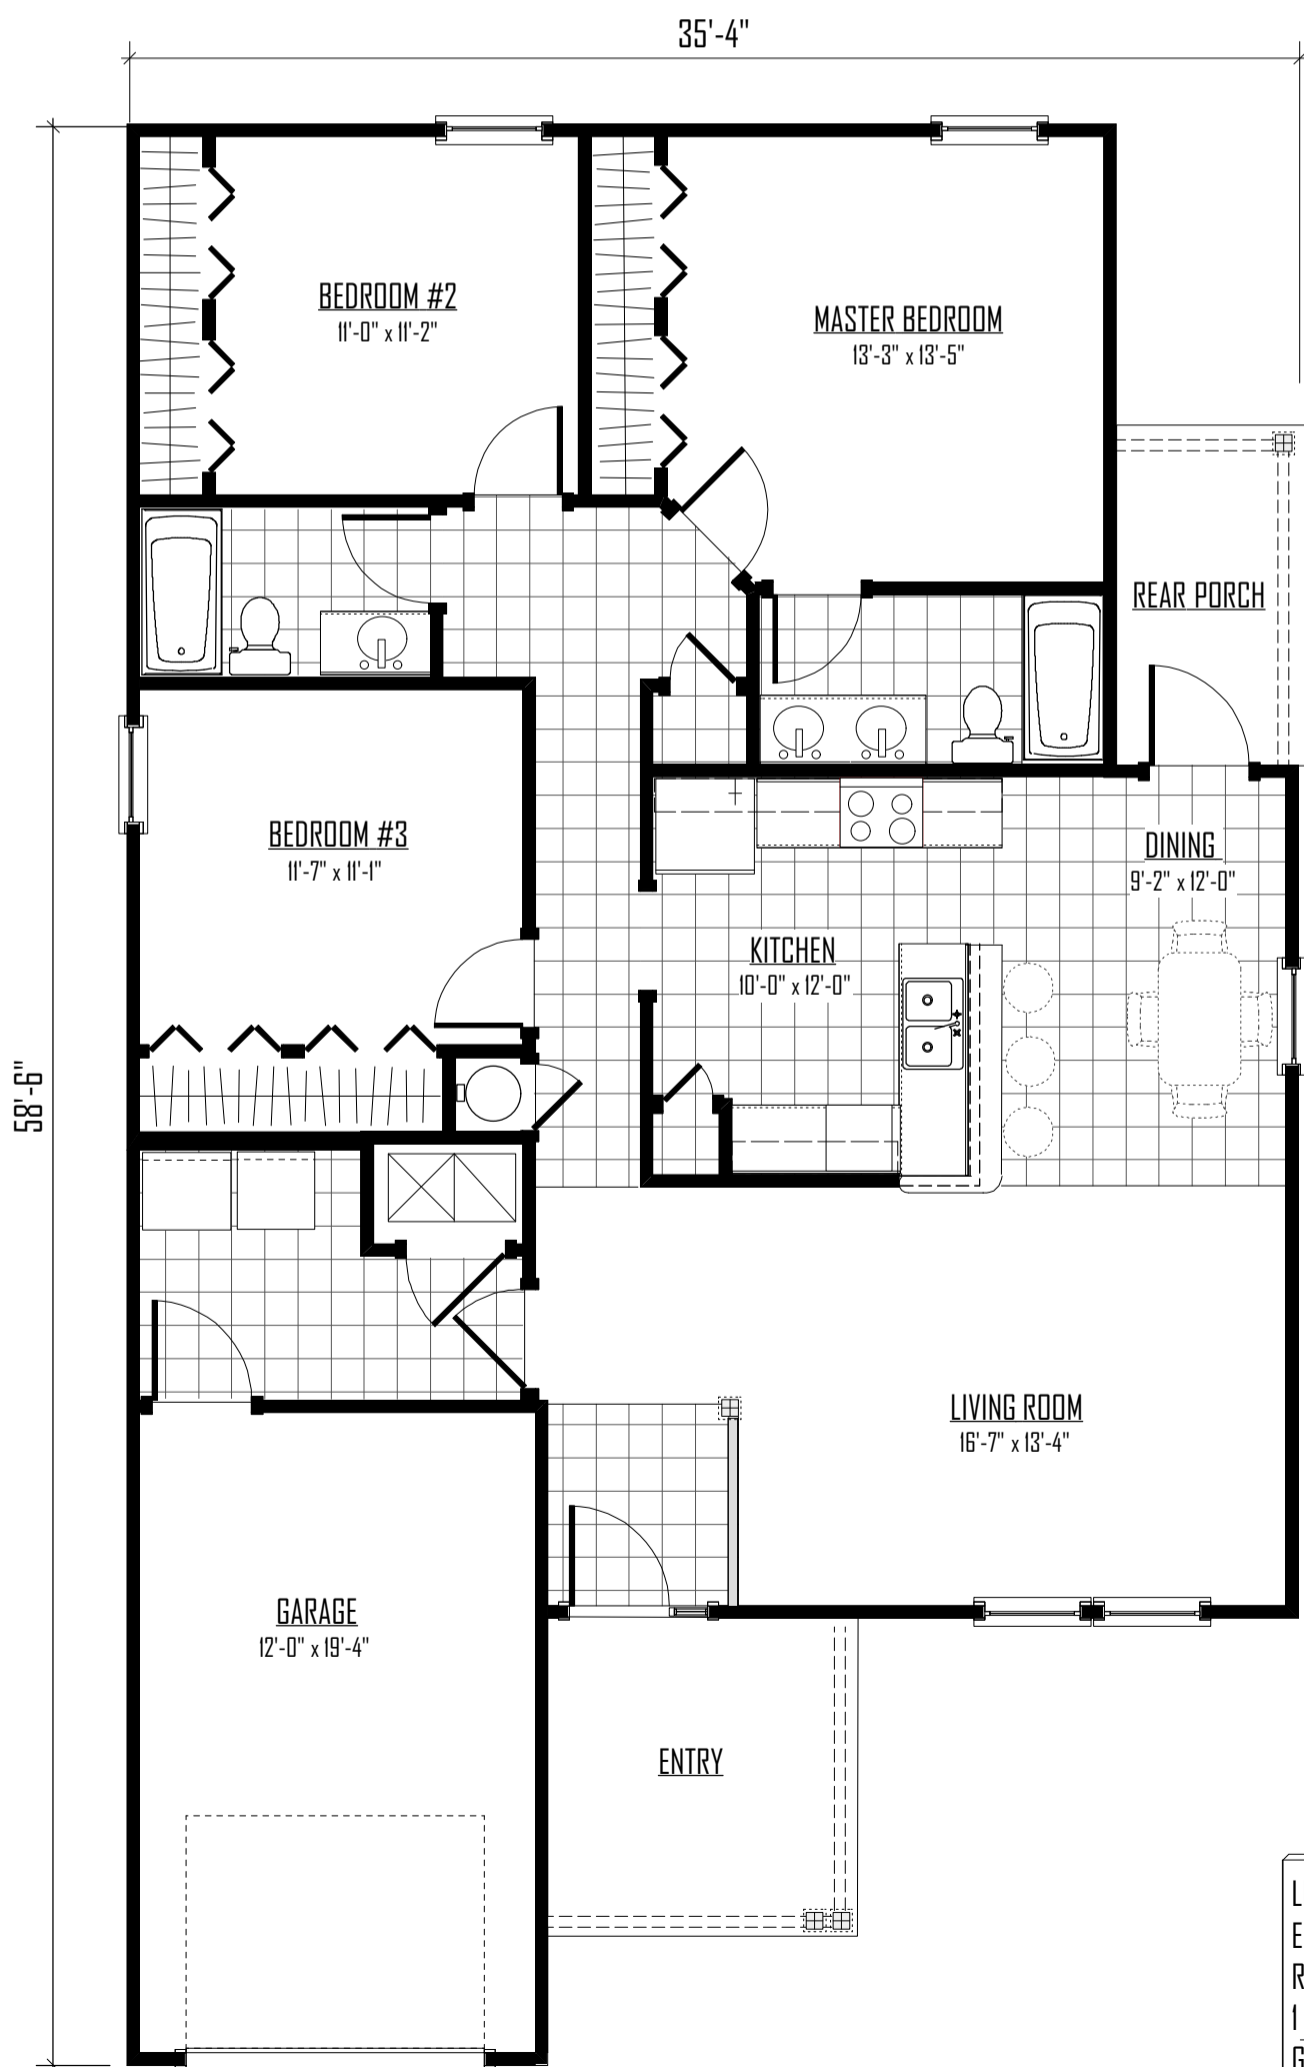 35'-4"
58'-6"
BEDROOM #2
11'-0" x 11'-2"
MASTER BEDROOM
13'-3" x 13'-5"
REAR PORCH
BEDROOM #3
11'-7" x 11'-1"
DINING
9'-2" x 12'-0"
KITCHEN
10'-0" x 12'-0"
LIVING ROOM
16'-7" x 13'-4"
GARAGE
12'-0" x 19'-4"
ENTRY
L
E
R
1
G